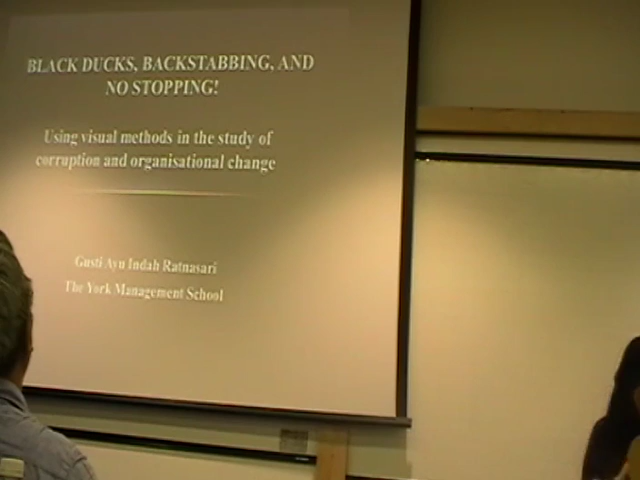 BLACK DUCKS, BACKSTABBING, AND
NO STOPPING!
Using visual methods in the study of
corruption and organisational change
Gusti Ayu Indah Ratnasari
The York Management School